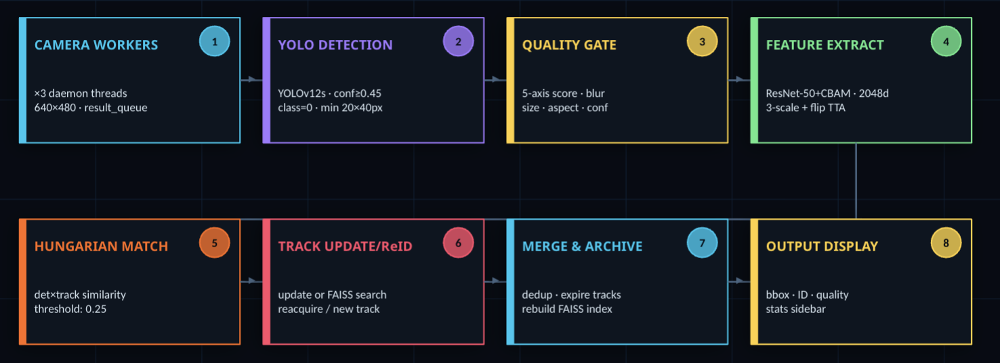 CAMERA WORKERS
1
×3 daemon threads
640×480 · result_queue
YOLO DETECTION
2
YOLOv12s · conf≥0.45
class=0 · min 20×40px
QUALITY GATE
3
5-axis score · blur
size · aspect · conf
FEATURE EXTRACT
4
ResNet-50+CBAM · 2048d
3-scale + flip TTA
HUNGARIAN MATCH
5
det×track similarity
threshold: 0.25
TRACK UPDATE/ReID
6
update or FAISS search
reacquire / new track
MERGE & ARCHIVE
7
dedup · expire tracks
rebuild FAISS index
OUTPUT DISPLAY
8
bbox · ID · quality
stats sidebar